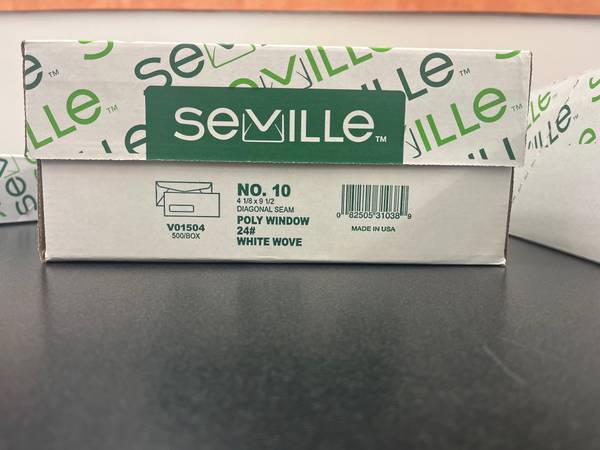 SEVILLE™
SEVILLE™
NO. 10
4 1/8 x 9 1/2
DIAGONAL SEAM
POLY WINDOW
24#
WHITE WOVE
V01504
500/BOX
0 82505 31038 9
MADE IN USA